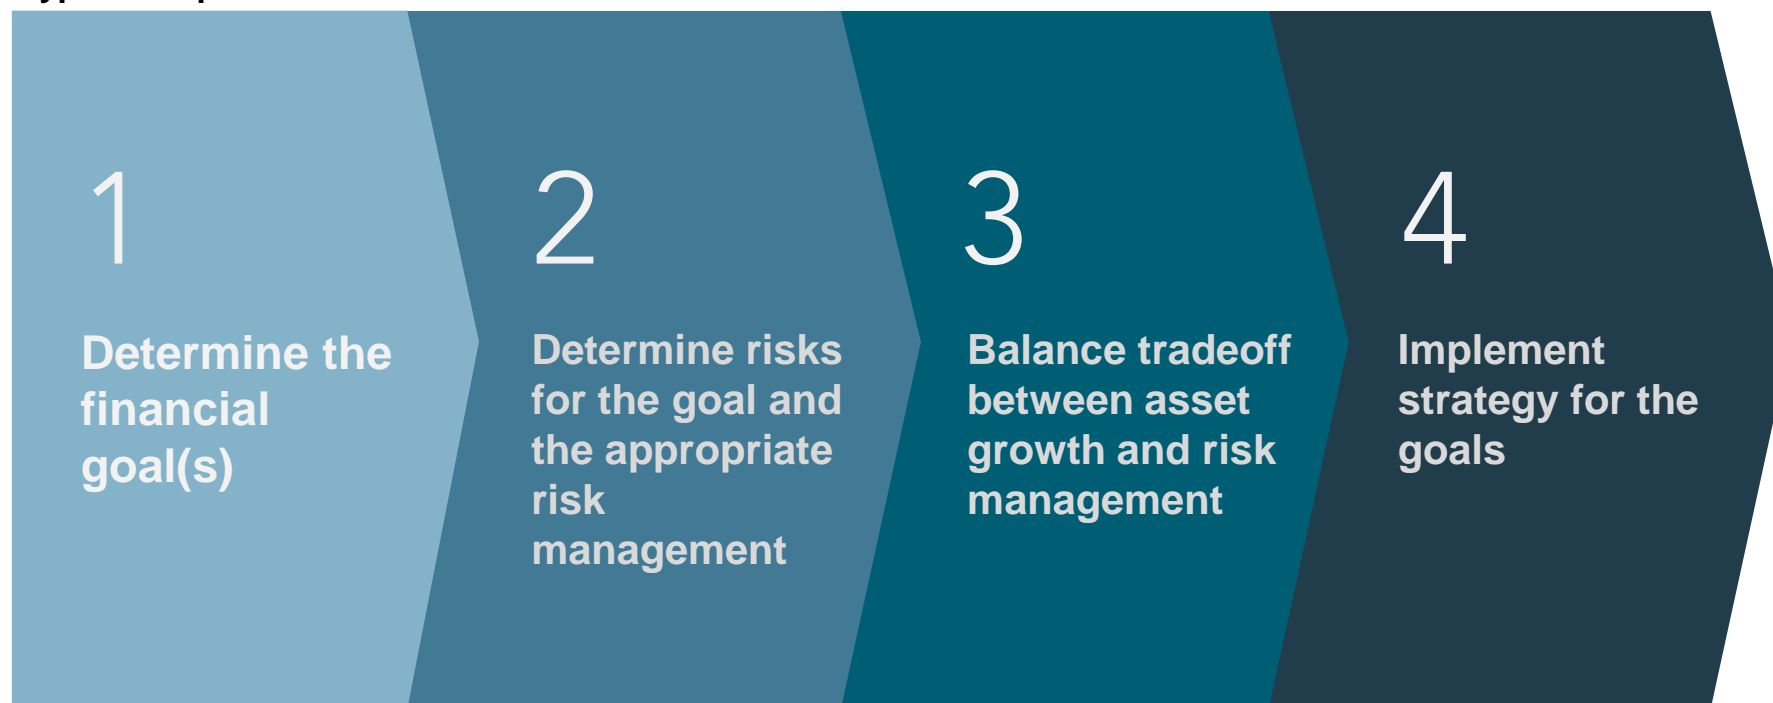 1
Determine the
financial
goal(s)
2
Determine risks
for the goal and
the appropriate
risk
management
3
Balance tradeoff
between asset
growth and risk
management
4
Implement
strategy for the
goals